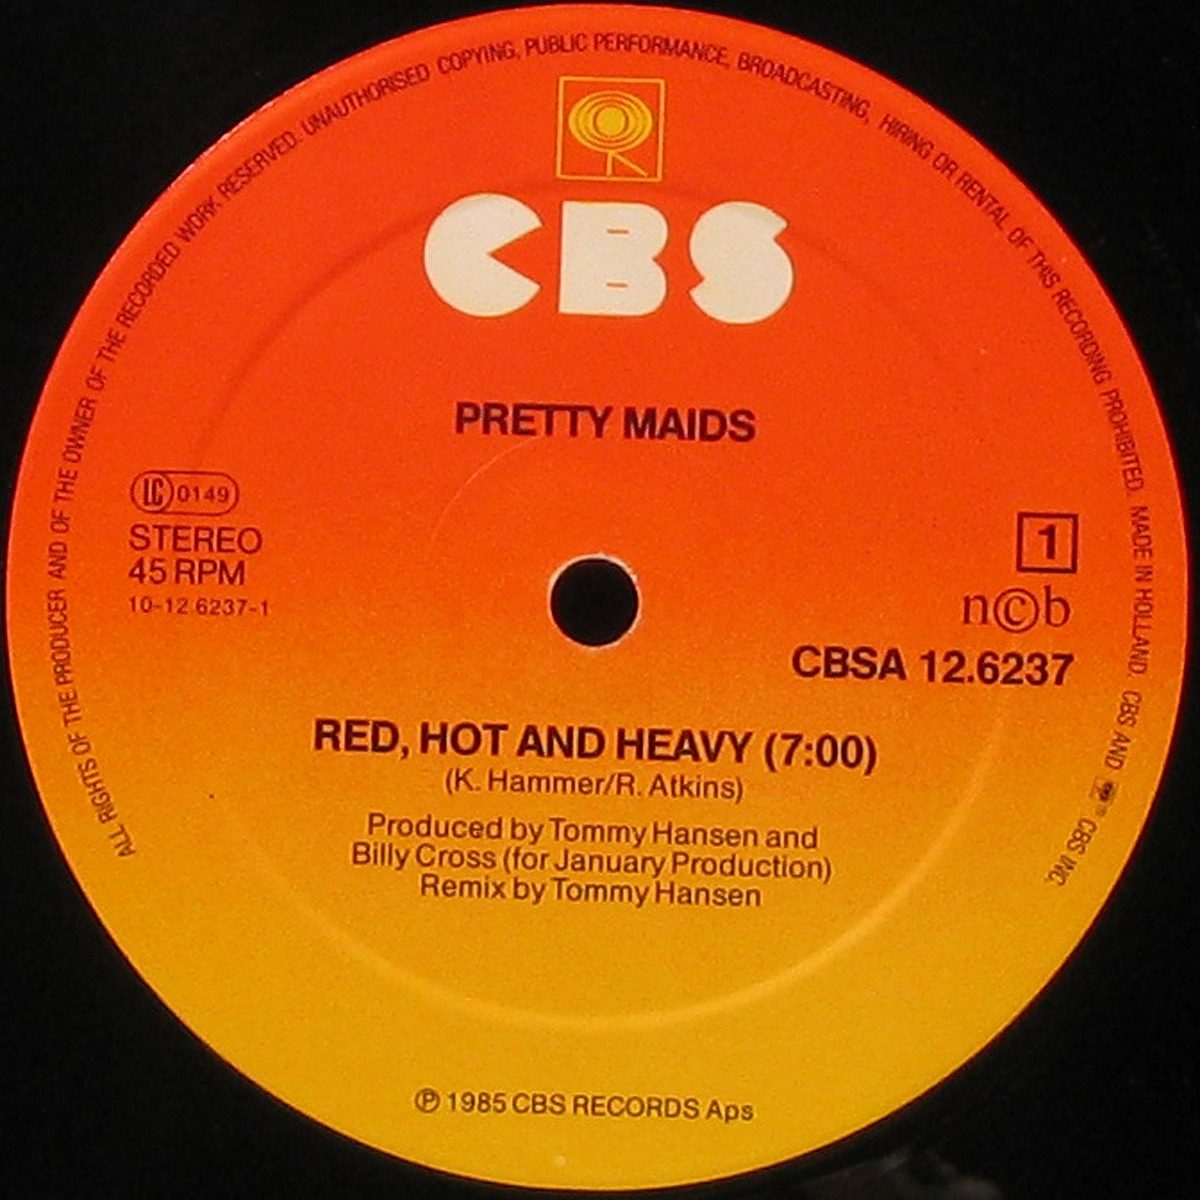 ALL RIGHTS OF THE PRODUCER AND OF THE OWNER OF THE RECORDED WORK RESERVED. UNAUTHORISED COPYING, PUBLIC PERFORMANCE, BROADCASTING, HIRING OR RENTAL OF THIS RECORDING PROHIBITED. MADE IN HOLLAND. CBS AND CBS INC.
CBS
PRETTY MAIDS
LC 0149
STEREO
45 RPM
10-12.6237-1
1
n©b
CBSA 12.6237
RED, HOT AND HEAVY (7:00)
(K. Hammer/R. Atkins)
Produced by Tommy Hansen and
Billy Cross (for January Production)
Remix by Tommy Hansen
℗ 1985 CBS RECORDS Aps